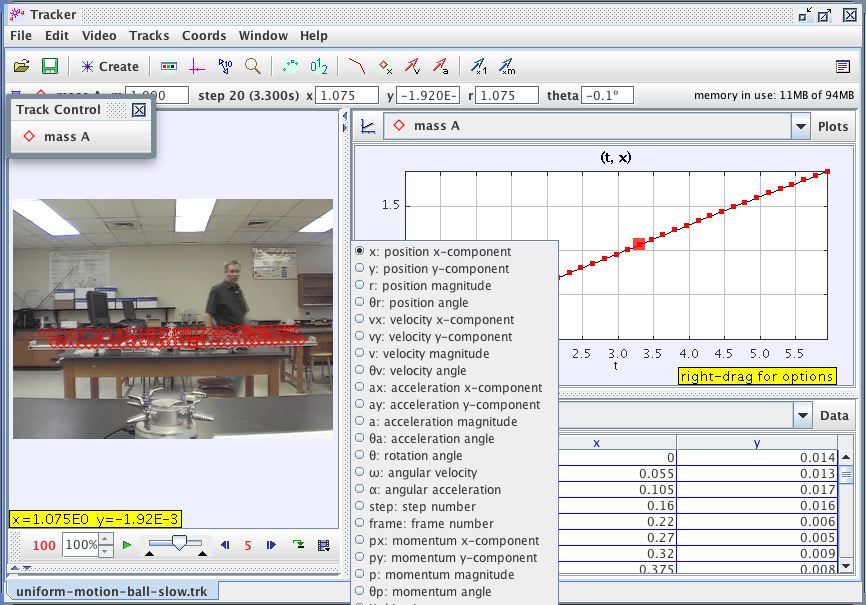 Tracker
File Edit Video Tracks Coords Window Help
Create
step 20 (3.300s) x 1.075 y -1.920E- r 1.075 theta -0.1° memory in use: 11MB of 94MB
Track Control
mass A
mass A Plots
(t, x)
1.5
2.5 3.0 3.5 4.0 4.5 5.0 5.5
t
right-drag for options
x: position x-component
y: position y-component
r: position magnitude
θr: position angle
vx: velocity x-component
vy: velocity y-component
v: velocity magnitude
θv: velocity angle
ax: acceleration x-component
ay: acceleration y-component
a: acceleration magnitude
θa: acceleration angle
θ: rotation angle
ω: angular velocity
α: angular acceleration
step: step number
frame: frame number
px: momentum x-component
py: momentum y-component
p: momentum magnitude
θp: momentum angle
Data
x y
0 0.014
0.055 0.013
0.105 0.017
0.16 0.016
0.22 0.006
0.27 0.005
0.32 0.009
0.375 0.008
x=1.075E0 y=-1.92E-3
100 100% 5
uniform-motion-ball-slow.trk